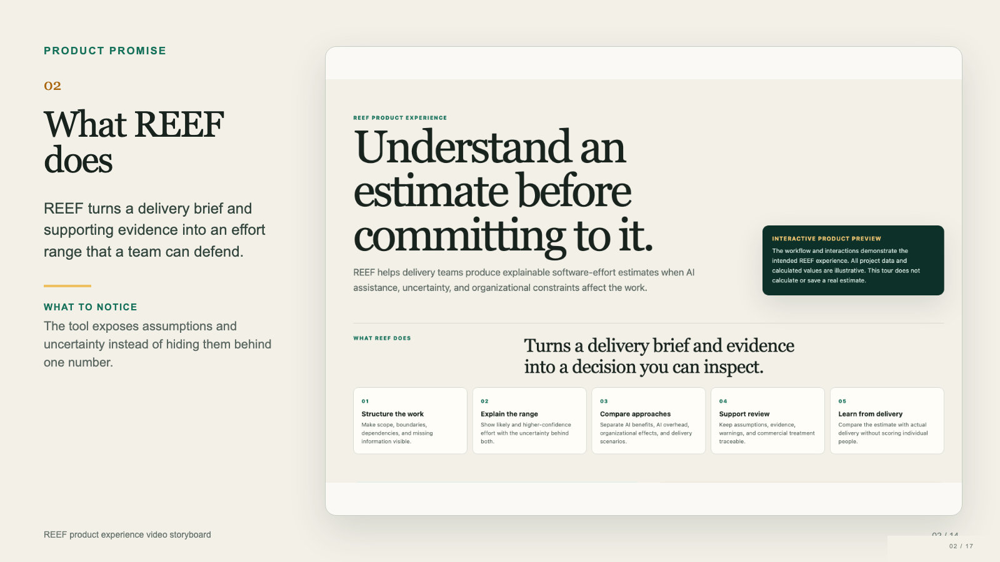 PRODUCT PROMISE
02
What REEF
does
REEF turns a delivery brief and
supporting evidence into an effort
range that a team can defend.
WHAT TO NOTICE
The tool exposes assumptions and
uncertainty instead of hiding them behind
one number.
REEF PRODUCT EXPERIENCE
Understand an
estimate before
committing to it.
REEF helps delivery teams produce explainable software-effort estimates when AI
assistance, uncertainty, and organizational constraints affect the work.
INTERACTIVE PRODUCT PREVIEW
The workflow and interactions demonstrate the
intended REEF experience. All project data and
calculated values are illustrative. This tour does not
calculate or save a real estimate.
WHAT REEF DOES
Turns a delivery brief and evidence
into a decision you can inspect.
01
Structure the work
Make scope, boundaries,
dependencies, and missing
information visible.
02
Explain the range
Show likely and higher-confidence
effort with the uncertainty behind
both.
03
Compare approaches
Separate AI benefits, AI overhead,
organizational effects, and delivery
scenarios.
04
Support review
Keep assumptions, evidence,
warnings, and commercial treatment
traceable.
05
Learn from delivery
Compare the estimate with actual
delivery without scoring individual
people.
REEF product experience video storyboard
02 / 14
02 / 17